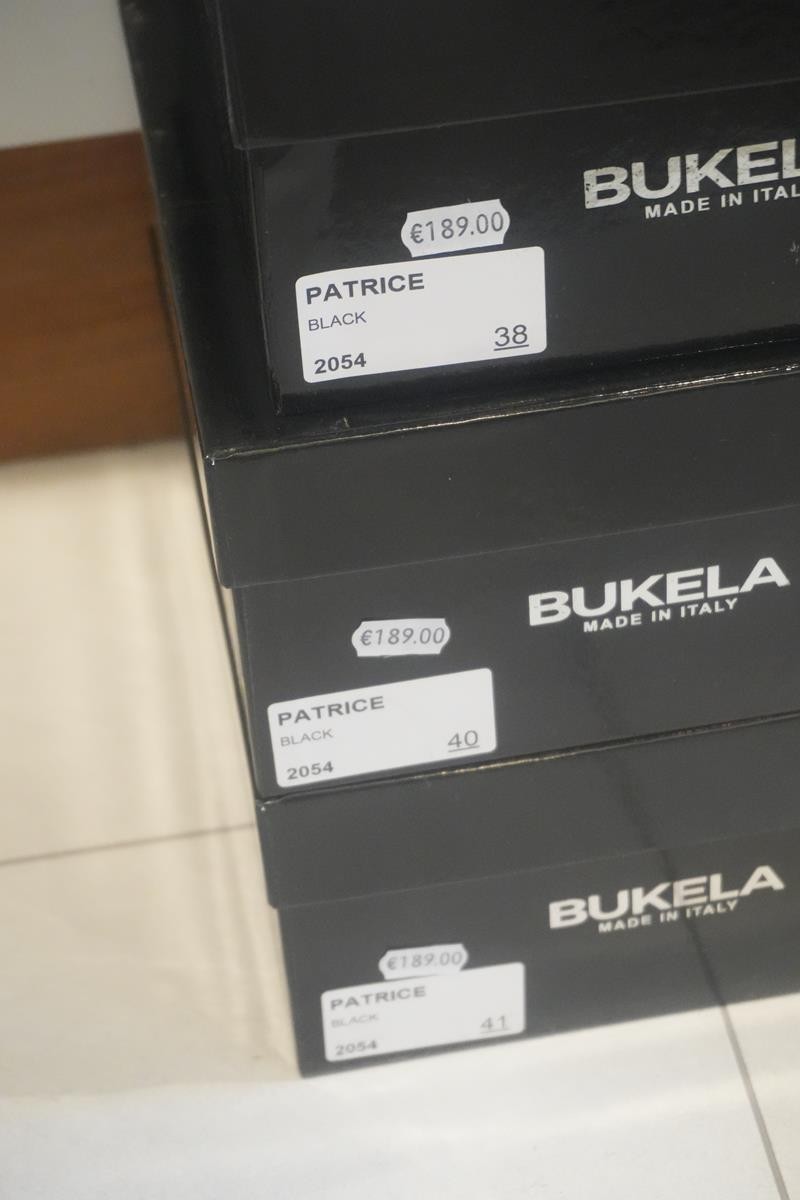 BUKEL
MADE IN ITAL
€189.00
PATRICE
BLACK
38
2054
BUKELA
MADE IN ITALY
€189.00
PATRICE
BLACK
40
2054
BUKELA
MADE IN ITALY
€189.00
PATRICE
BLACK
41
2054